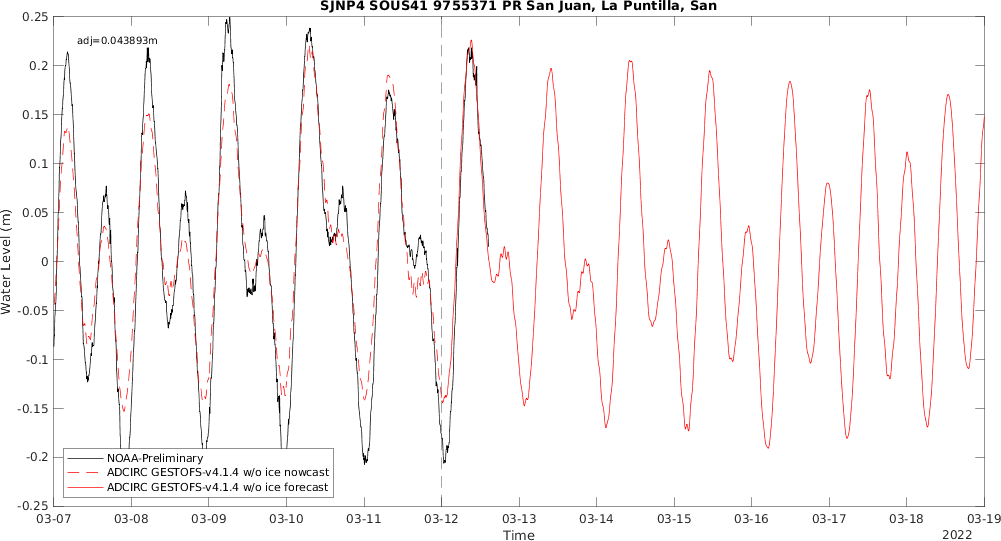 SJNP4 SOUS41 9755371 PR San Juan, La Puntilla, San
0.25
adj=0.043893m
0.2
0.15
0.1
0.05
0
-0.05
-0.1
-0.15
-0.2
-0.25
Water Level (m)
NOAA-Preliminary
ADCIRC GESTOFS-v4.1.4 w/o ice nowcast
ADCIRC GESTOFS-v4.1.4 w/o ice forecast
03-07 03-08 03-09 03-10 03-11 03-12 03-13 03-14 03-15 03-16 03-17 03-18 03-19
Time
2022